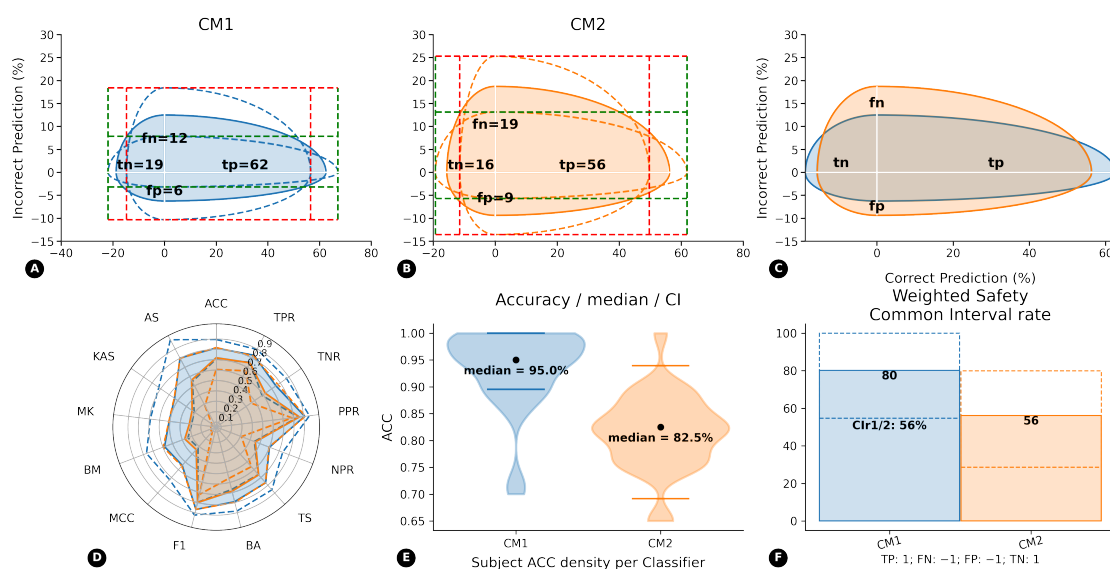 CM1
Incorrect Prediction (%)
30
25
20
15
10
5
0
−5
−10
−15
−40
−20
0
20
40
60
80
fn=12
tn=19
tp=62
fp=6
A
CM2
30
25
20
15
10
5
0
−5
−10
−15
−20
0
20
40
60
80
fn=19
tn=16
tp=56
fp=9
B
Incorrect Prediction (%)
30
25
20
15
10
5
0
−5
−10
−15
0
20
40
60
fn
tn
tp
fp
Correct Prediction (%)
C
ACC
TPR
TNR
PPR
NPR
TS
BA
F1
MCC
BM
MK
KAS
AS
0.9
0.8
0.7
0.6
0.5
0.4
0.3
0.2
0.1
D
Accuracy / median / CI
ACC
1.00
0.95
0.90
0.85
0.80
0.75
0.70
0.65
median = 95.0%
median = 82.5%
CM1
CM2
Subject ACC density per Classifier
E
Weighted Safety
Common Interval rate
100
80
60
40
20
0
80
CIr1/2: 56%
56
CM1
CM2
TP: 1; FN: −1; FP: −1; TN: 1
F